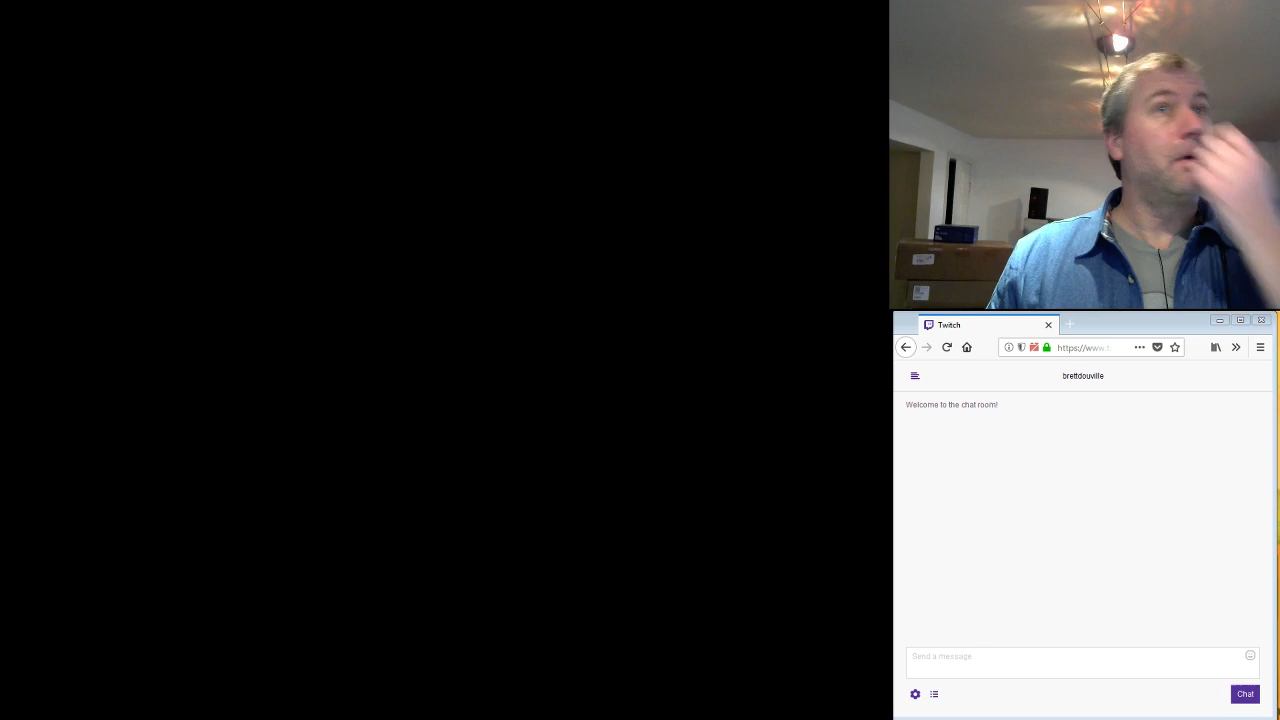 Twitch
https://www.t
brettdouville
Welcome to the chat room!
Send a message
Chat